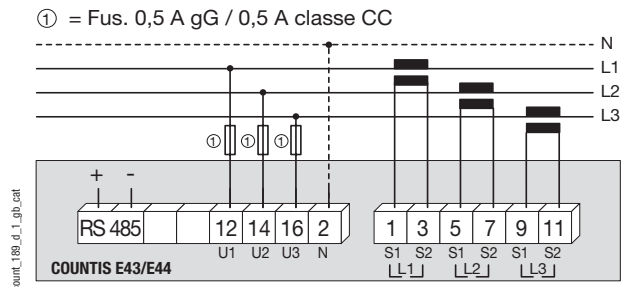 ① = Fus. 0,5 A gG / 0,5 A classe CC
N
L1
L2
L3
① ① ①
+ -
RS 485 12 14 16 2 1 3 5 7 9 11
U1 U2 U3 N S1 S2 S1 S2 S1 S2
COUNTIS E43/E44 L1 L2 L3
ount_189_d_1_gb_cat